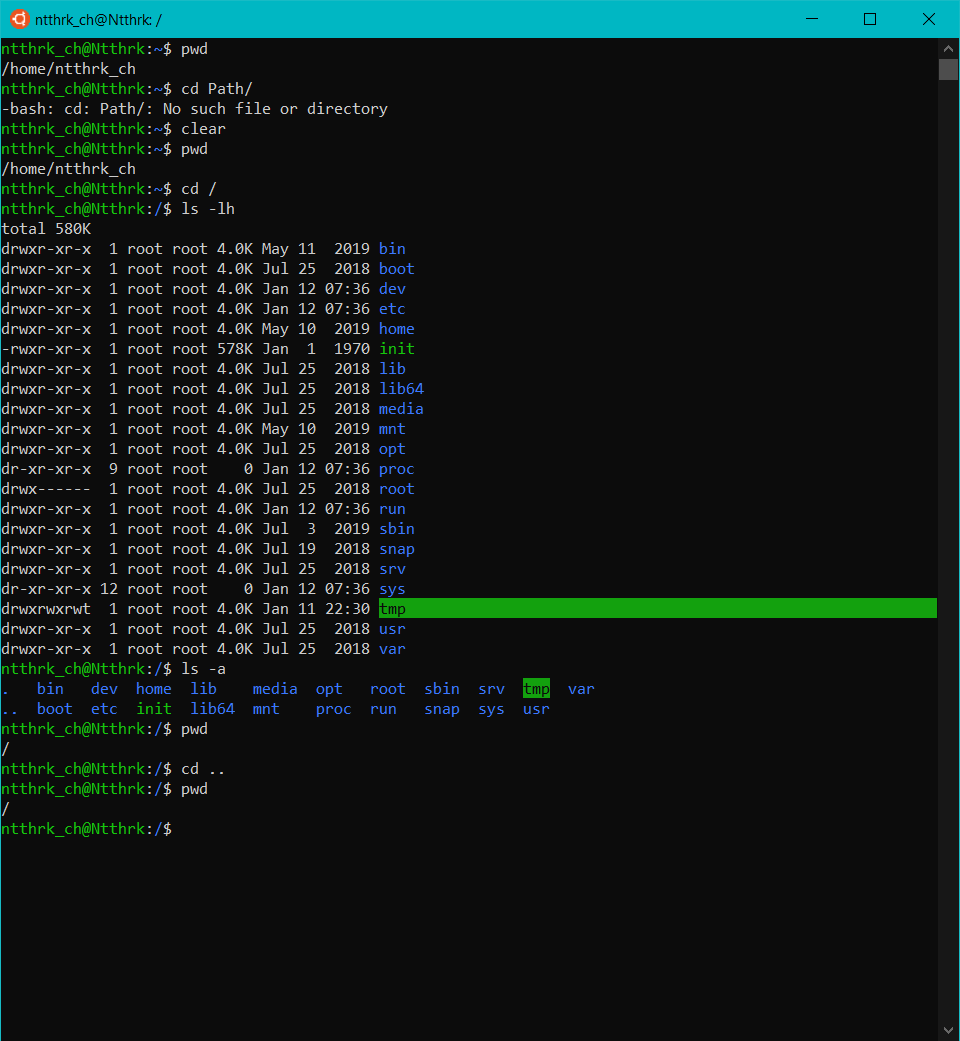 ntthrk_ch@Ntthrk: /
ntthrk_ch@Ntthrk:~$ pwd
/home/ntthrk_ch
ntthrk_ch@Ntthrk:~$ cd Path/
-bash: cd: Path/: No such file or directory
ntthrk_ch@Ntthrk:~$ clear
ntthrk_ch@Ntthrk:~$ pwd
/home/ntthrk_ch
ntthrk_ch@Ntthrk:~$ cd /
ntthrk_ch@Ntthrk:/$ ls -lh
total 580K
drwxr-xr-x  1 root root 4.0K May 11  2019 bin
drwxr-xr-x  1 root root 4.0K Jul 25  2018 boot
drwxr-xr-x  1 root root 4.0K Jan 12 07:36 dev
drwxr-xr-x  1 root root 4.0K Jan 12 07:36 etc
drwxr-xr-x  1 root root 4.0K May 10  2019 home
-rwxr-xr-x  1 root root 578K Jan  1  1970 init
drwxr-xr-x  1 root root 4.0K Jul 25  2018 lib
drwxr-xr-x  1 root root 4.0K Jul 25  2018 lib64
drwxr-xr-x  1 root root 4.0K Jul 25  2018 media
drwxr-xr-x  1 root root 4.0K May 10  2019 mnt
drwxr-xr-x  1 root root 4.0K Jul 25  2018 opt
dr-xr-xr-x  9 root root    0 Jan 12 07:36 proc
drwx------  1 root root 4.0K Jul 25  2018 root
drwxr-xr-x  1 root root 4.0K Jan 12 07:36 run
drwxr-xr-x  1 root root 4.0K Jul  3  2019 sbin
drwxr-xr-x  1 root root 4.0K Jul 19  2018 snap
drwxr-xr-x  1 root root 4.0K Jul 25  2018 srv
dr-xr-xr-x 12 root root    0 Jan 12 07:36 sys
drwxrwxrwt  1 root root 4.0K Jan 11 22:30 tmp
drwxr-xr-x  1 root root 4.0K Jul 25  2018 usr
drwxr-xr-x  1 root root 4.0K Jul 25  2018 var
ntthrk_ch@Ntthrk:/$ ls -a
.   bin   dev  home  lib    media  opt   root  sbin  srv  tmp  var
..  boot  etc  init  lib64  mnt    proc  run   snap  sys  usr
ntthrk_ch@Ntthrk:/$ pwd
/
ntthrk_ch@Ntthrk:/$ cd ..
ntthrk_ch@Ntthrk:/$ pwd
/
ntthrk_ch@Ntthrk:/$